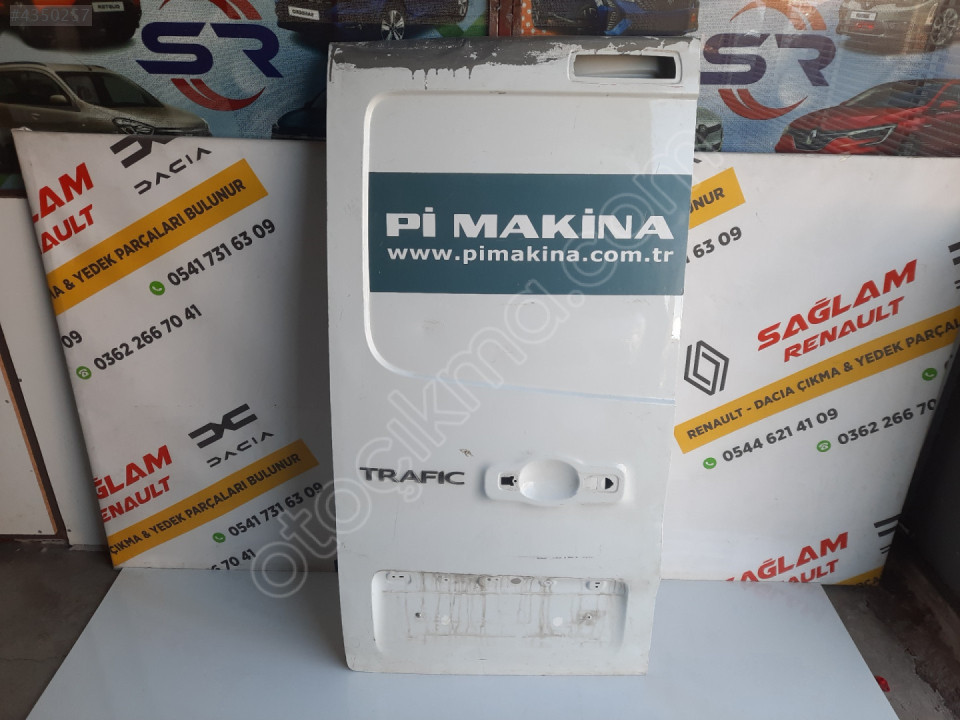 #4350257
SR
SR
SAĞLAM
RENAULT
DACIA
& YEDEK PARÇALARI BULUNUR
0541 731 63 09
0362 266 70 41
DACIA
SAĞLAM
RENAULT
ÇIKMA & YEDEK PARÇALARI BULUNUR
0541 731 63 09
Pİ MAKİNA
www.pimakina.com.tr
TRAFIC
otoçıkma.com
SAĞLAM
RENAULT
RENAULT - DACIA ÇIKMA & YEDEK PARÇALARI
0544 621 41 09
0362 266 70
SAĞLAM
RENAULT